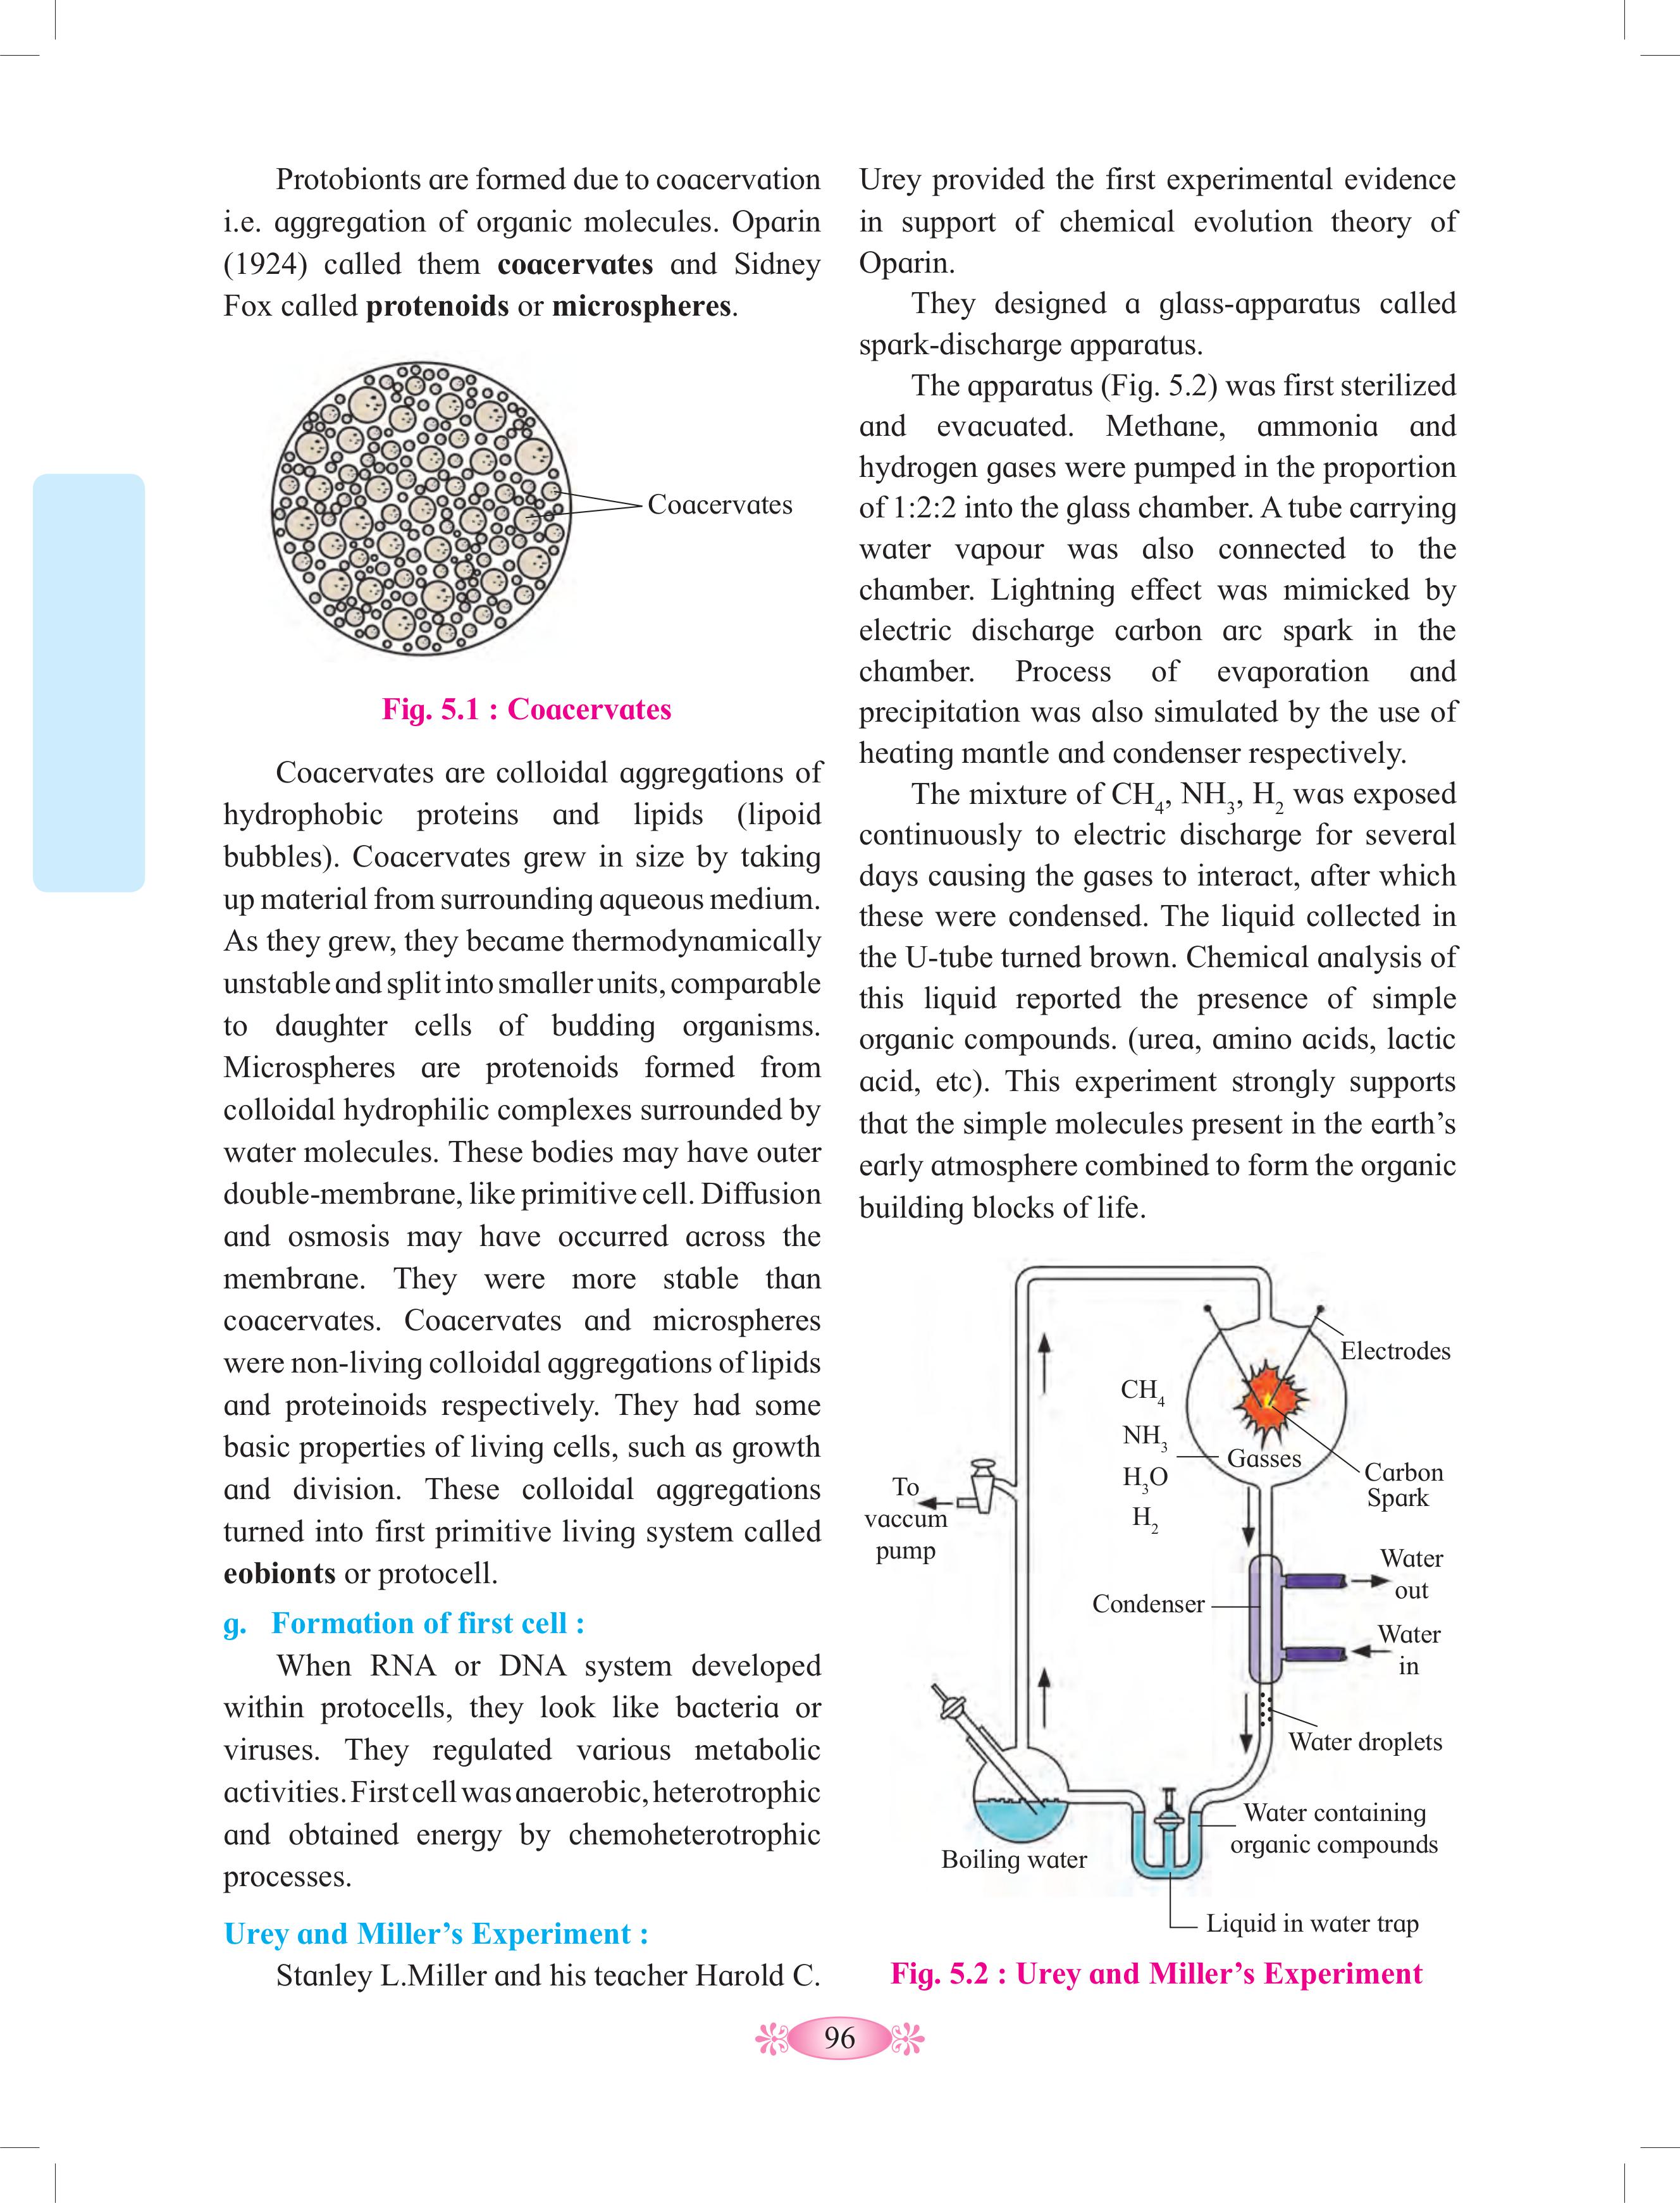 Protobionts are formed due to coacervation
i.e. aggregation of organic molecules. Oparin
(1924) called them coacervates and Sidney
Fox called protenoids or microspheres.
Coacervates
Fig. 5.1 : Coacervates
Coacervates are colloidal aggregations of
hydrophobic proteins and lipids (lipoid
bubbles). Coacervates grew in size by taking
up material from surrounding aqueous medium.
As they grew, they became thermodynamically
unstable and split into smaller units, comparable
to daughter cells of budding organisms.
Microspheres are protenoids formed from
colloidal hydrophilic complexes surrounded by
water molecules. These bodies may have outer
double-membrane, like primitive cell. Diffusion
and osmosis may have occurred across the
membrane. They were more stable than
coacervates. Coacervates and microspheres
were non-living colloidal aggregations of lipids
and proteinoids respectively. They had some
basic properties of living cells, such as growth
and division. These colloidal aggregations
turned into first primitive living system called
eobionts or protocell.
g. Formation of first cell :
When RNA or DNA system developed
within protocells, they look like bacteria or
viruses. They regulated various metabolic
activities. First cell was anaerobic, heterotrophic
and obtained energy by chemoheterotrophic
processes.
Urey and Miller's Experiment :
Stanley L.Miller and his teacher Harold C.
Urey provided the first experimental evidence
in support of chemical evolution theory of
Oparin.
They designed a glass-apparatus called
spark-discharge apparatus.
The apparatus (Fig. 5.2) was first sterilized
and evacuated. Methane, ammonia and
hydrogen gases were pumped in the proportion
of 1:2:2 into the glass chamber. A tube carrying
water vapour was also connected to the
chamber. Lightning effect was mimicked by
electric discharge carbon arc spark in the
chamber. Process of evaporation and
precipitation was also simulated by the use of
heating mantle and condenser respectively.
The mixture of CH₄, NH₃, H₂ was exposed
continuously to electric discharge for several
days causing the gases to interact, after which
these were condensed. The liquid collected in
the U-tube turned brown. Chemical analysis of
this liquid reported the presence of simple
organic compounds. (urea, amino acids, lactic
acid, etc). This experiment strongly supports
that the simple molecules present in the earth's
early atmosphere combined to form the organic
building blocks of life.
Electrodes
CH₄
NH₃
H₃O
H₂
Gasses
Carbon
Spark
To
vaccum
pump
Water
out
Condenser
Water
in
Water droplets
Water containing
organic compounds
Boiling water
Liquid in water trap
Fig. 5.2 : Urey and Miller's Experiment
96